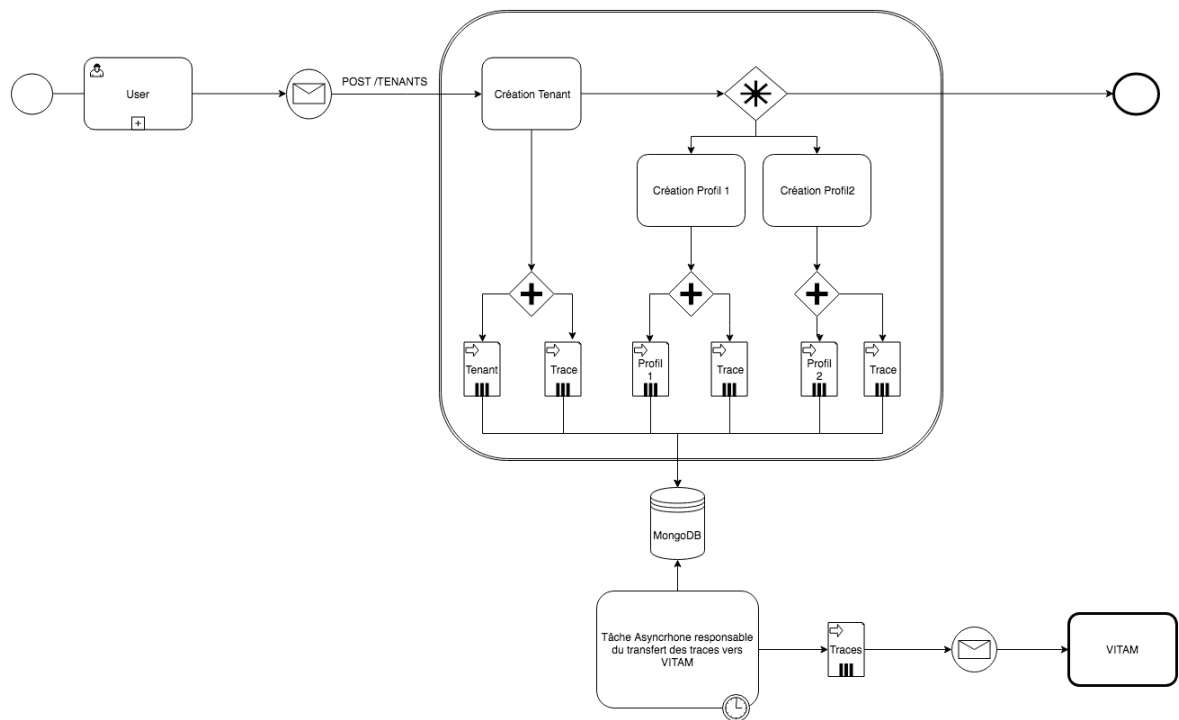 POST /TENANTS
User
Création Tenant
Création Profil 1
Création Profil2
Tenant
Trace
Profil
1
Trace
Profil
2
Trace
MongoDB
Tâche Asyncrhone responsable
du transfert des traces vers
VITAM
Traces
VITAM